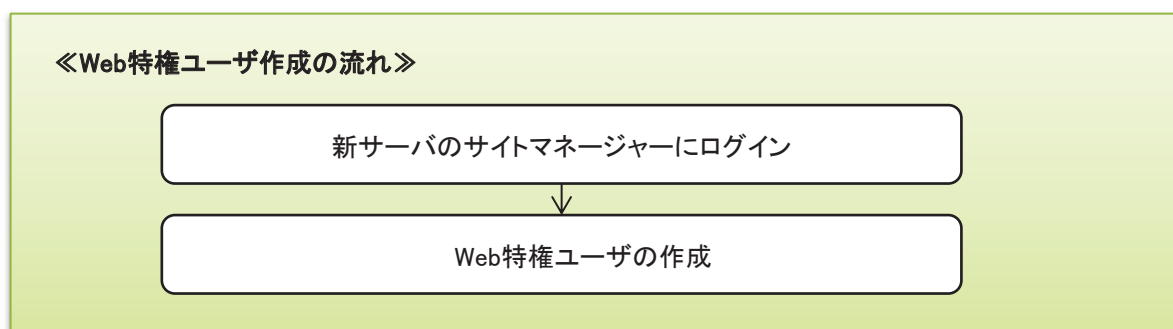 ≪Web特権ユーザ作成の流れ≫
新サーバのサイトマネージャーにログイン
Web特権ユーザの作成